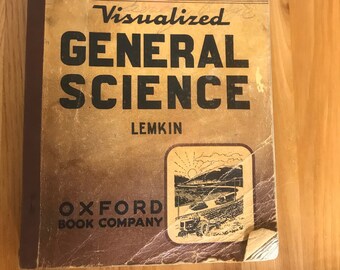 Visualized
GENERAL
SCIENCE
LEMKIN
OXFORD
BOOK COMPANY